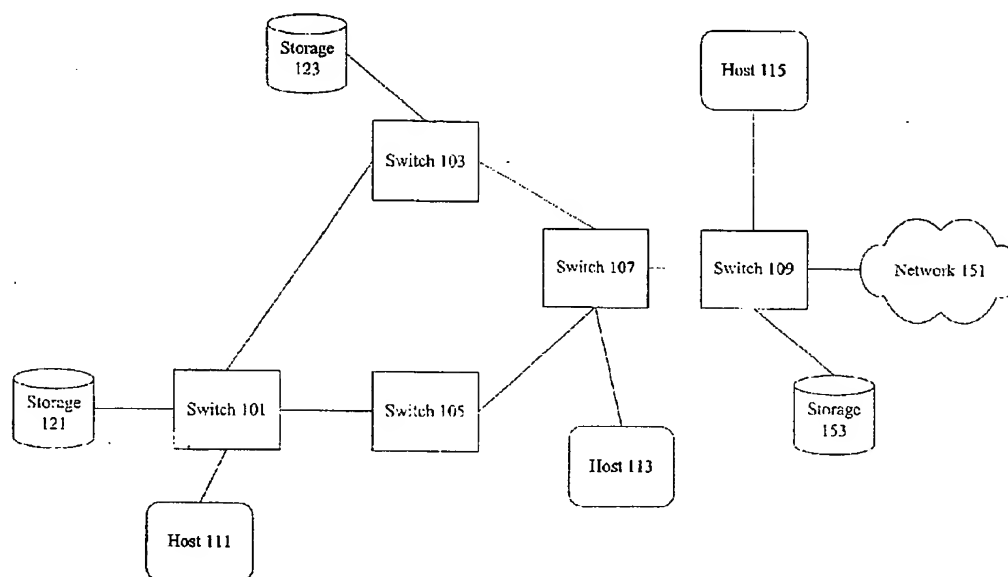 Storage
123
Host 115
Switch 103
Switch 107
Switch 109
Network 151
Storage
121
Switch 101
Switch 105
Storage
153
Host 113
Host 111